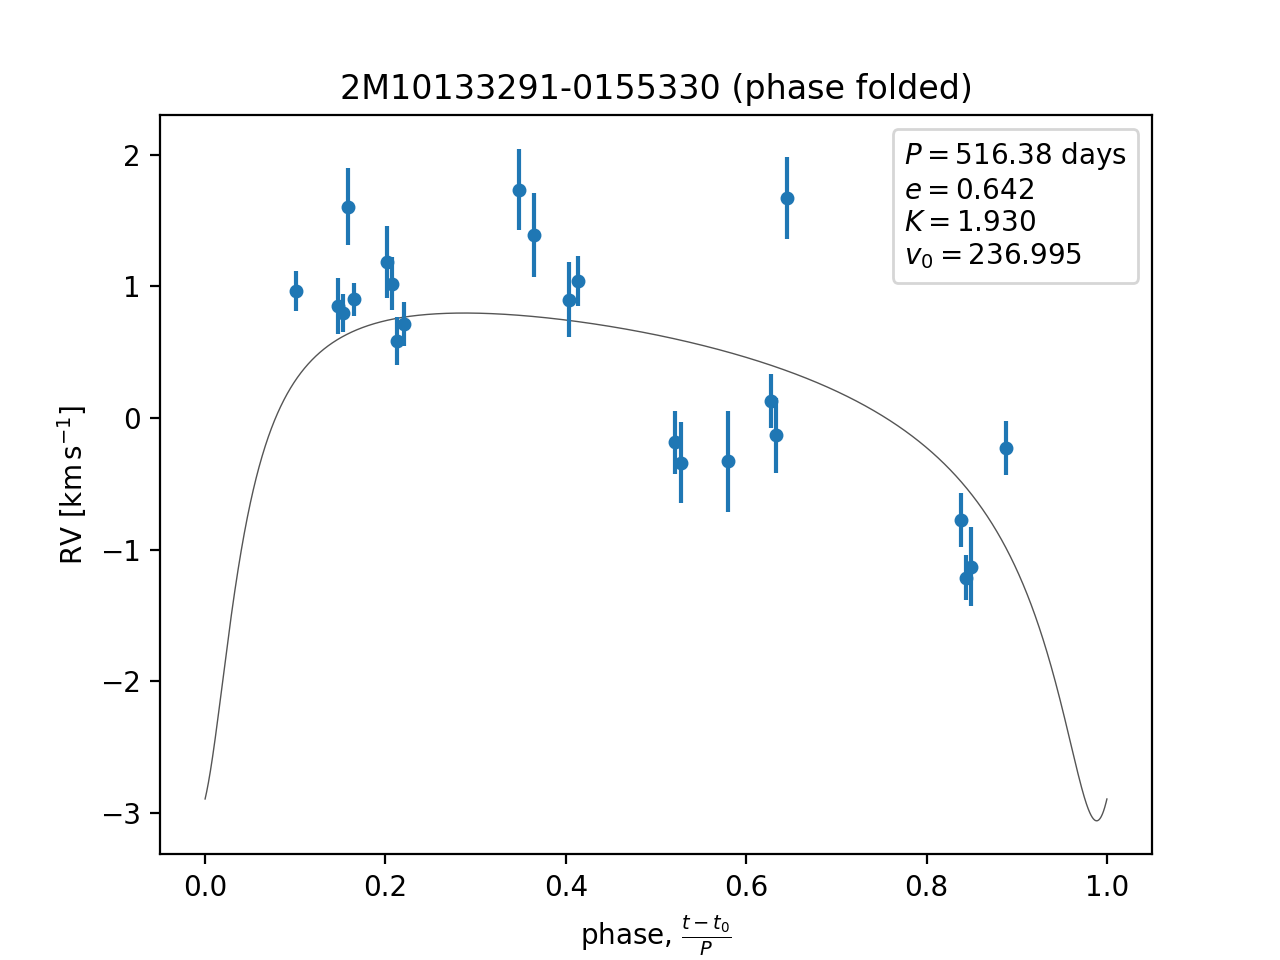 2M10133291-0155330 (phase folded)
P = 516.38 days
e = 0.642
K = 1.930
v₀ = 236.995
2
1
0
−1
−2
−3
RV [km s⁻¹]
0.0 0.2 0.4 0.6 0.8 1.0
phase, (t − t₀)/P